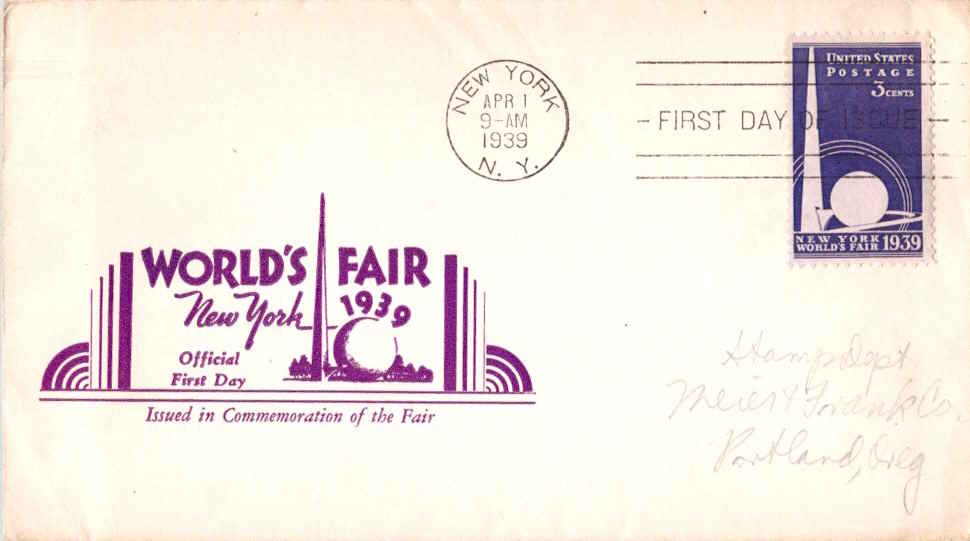 NEW YORK
APR 1
9-AM
1939
N. Y.
FIRST DAY OF ISSUE
UNITED STATES
POSTAGE
3 CENTS
NEW YORK
WORLD'S FAIR 1939
WORLD'S FAIR
New York 1939
Official
First Day
Issued in Commemoration of the Fair
Stamp Dept
Meier & Frank Co.
Portland, Oreg